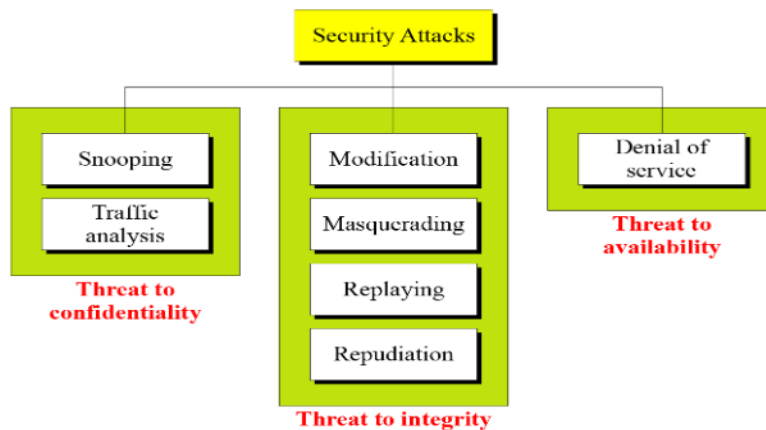 Security Attacks
Snooping
Traffic
analysis
Threat to
confidentiality
Modification
Masquerading
Replaying
Repudiation
Threat to integrity
Denial of
service
Threat to
availability